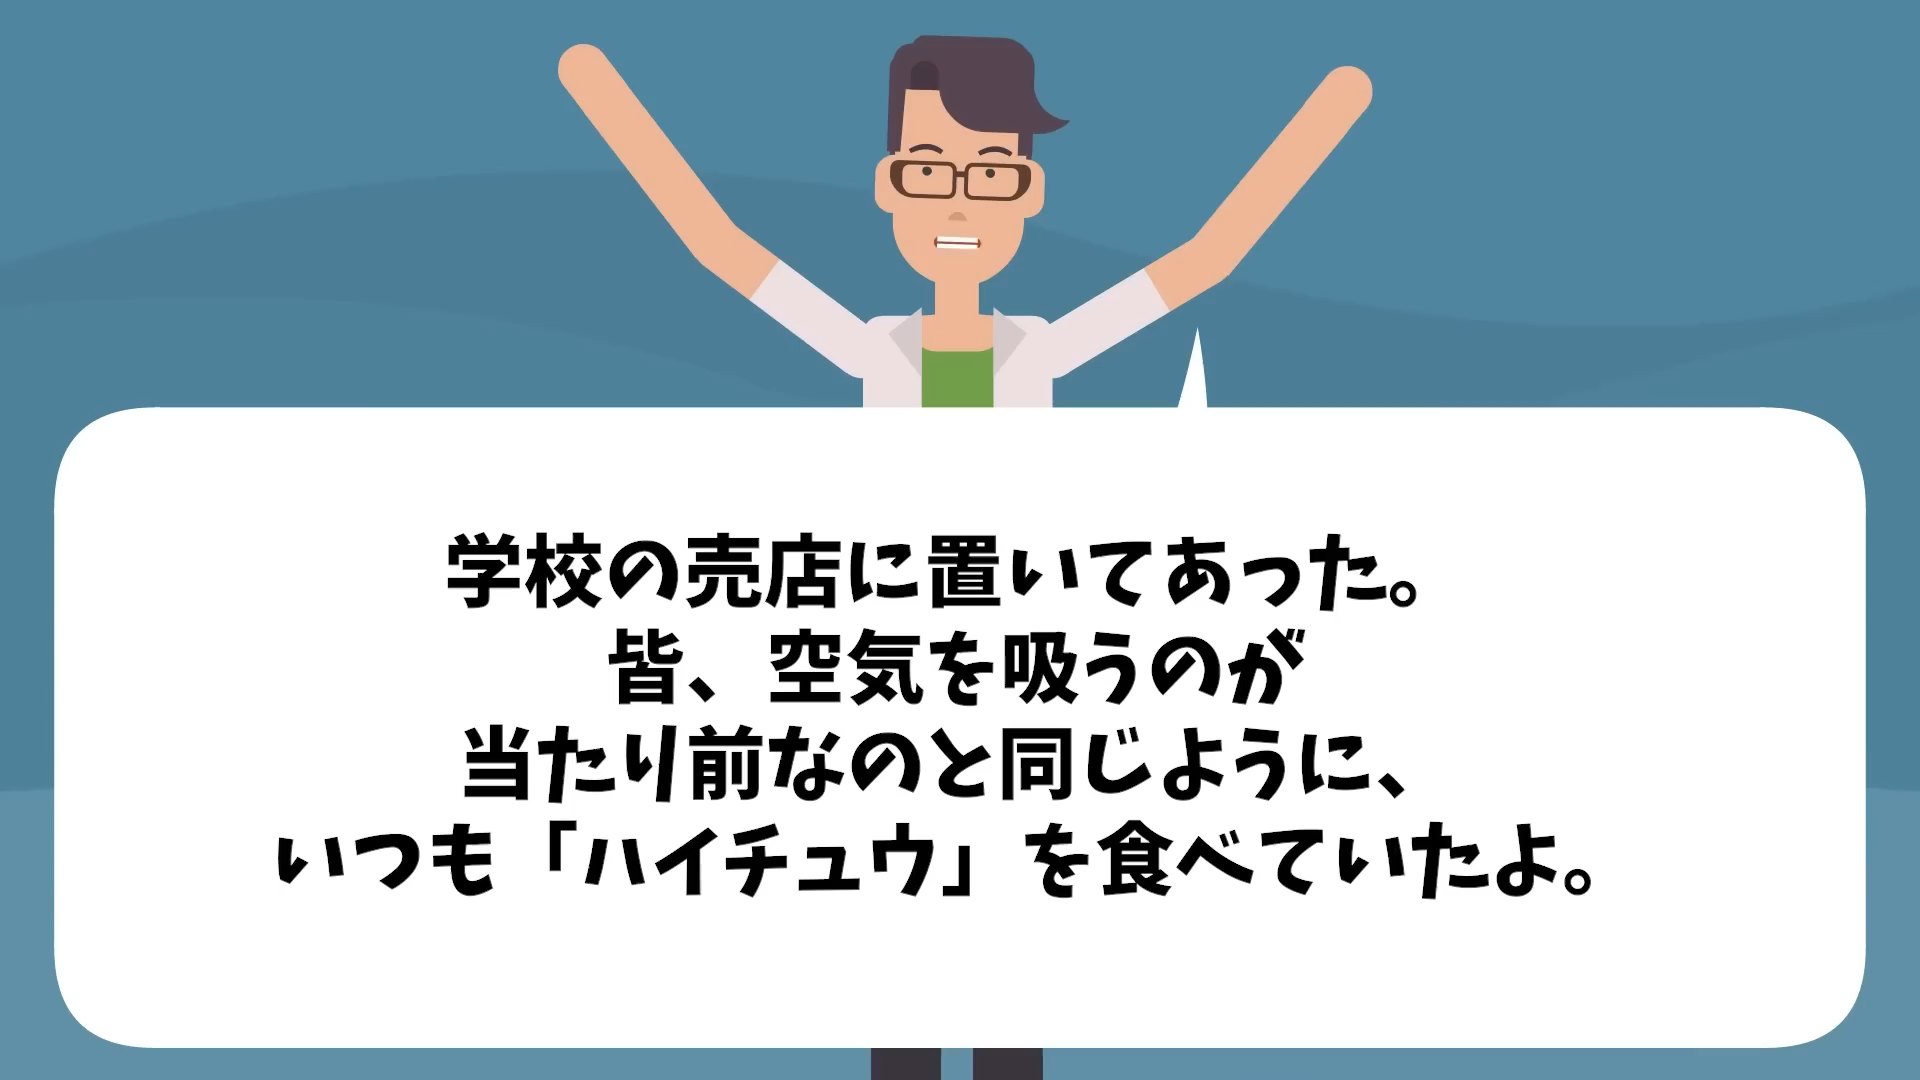 学校の売店に置いてあった。
皆、空気を吸うのが
当たり前なのと同じように、
いつも「ハイチュウ」を食べていたよ。